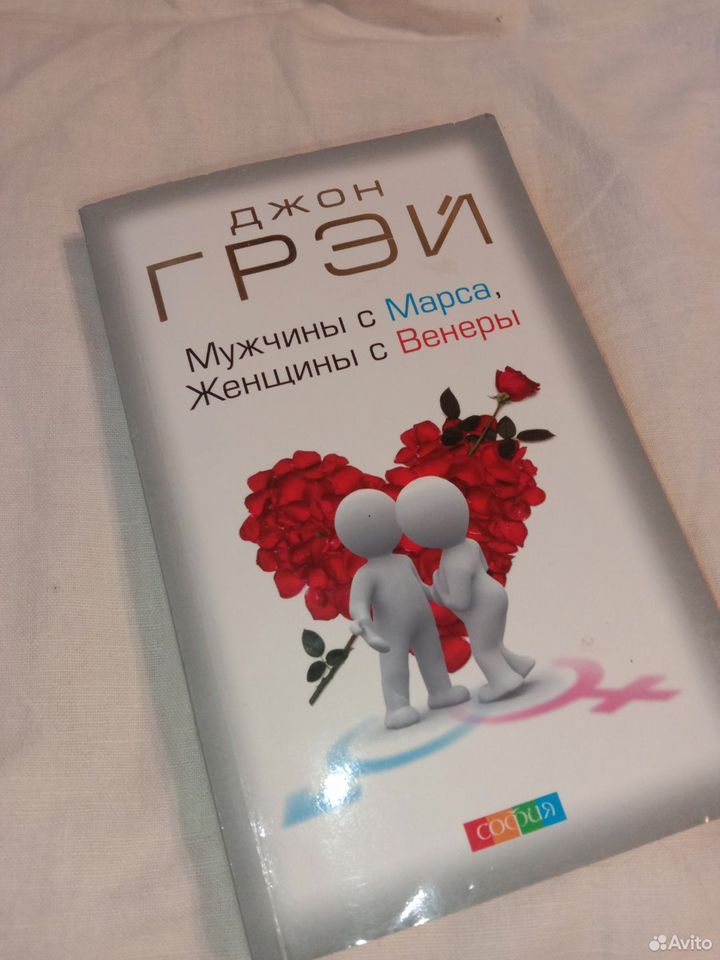 ДЖОН
ГРЭЙ
Мужчины с Марса,
Женщины с Венеры
СОФИЯ
Avito